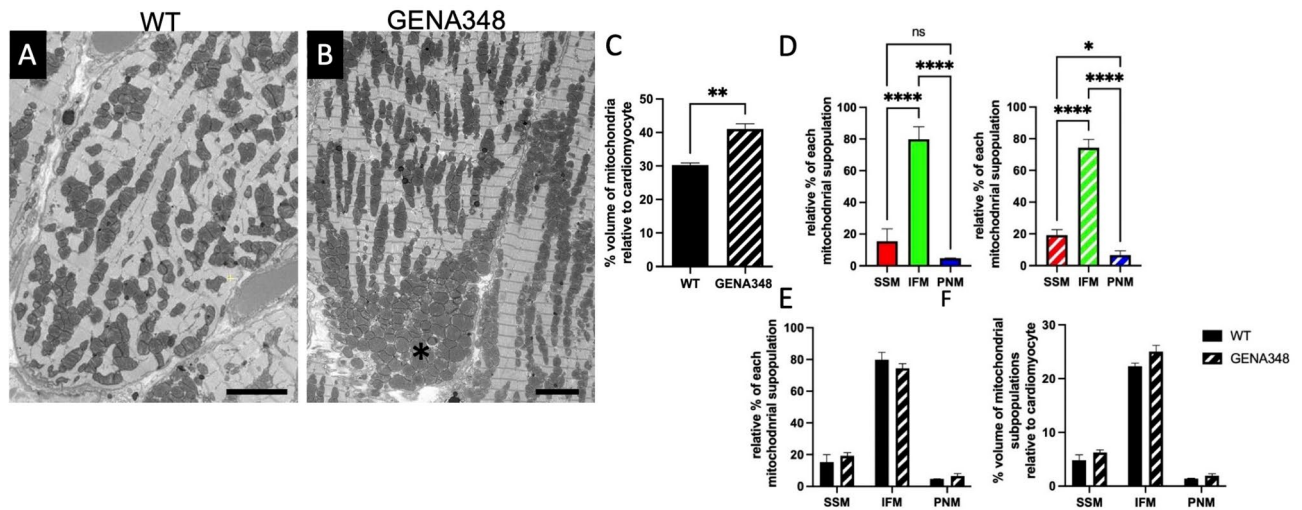 WT
GENA348
A
B
*
C
% volume of mitochondria
relative to cardiomyocyte
50
40
30
20
10
0
**
WT
GENA348
D
relative % of each
mitochodnrial supopulation
100
80
60
40
20
0
ns
****
****
SSM
IFM
PNM
relative % of each
mitochodnrial supopulation
100
80
60
40
20
0
*
****
****
SSM
IFM
PNM
E
relative % of each
mitochodnrial supopulation
100
80
60
40
20
0
SSM
IFM
PNM
F
% volume of mitochondrial
subpopulations
relative to cardiomyocyte
30
20
10
0
SSM
IFM
PNM
WT
GENA348